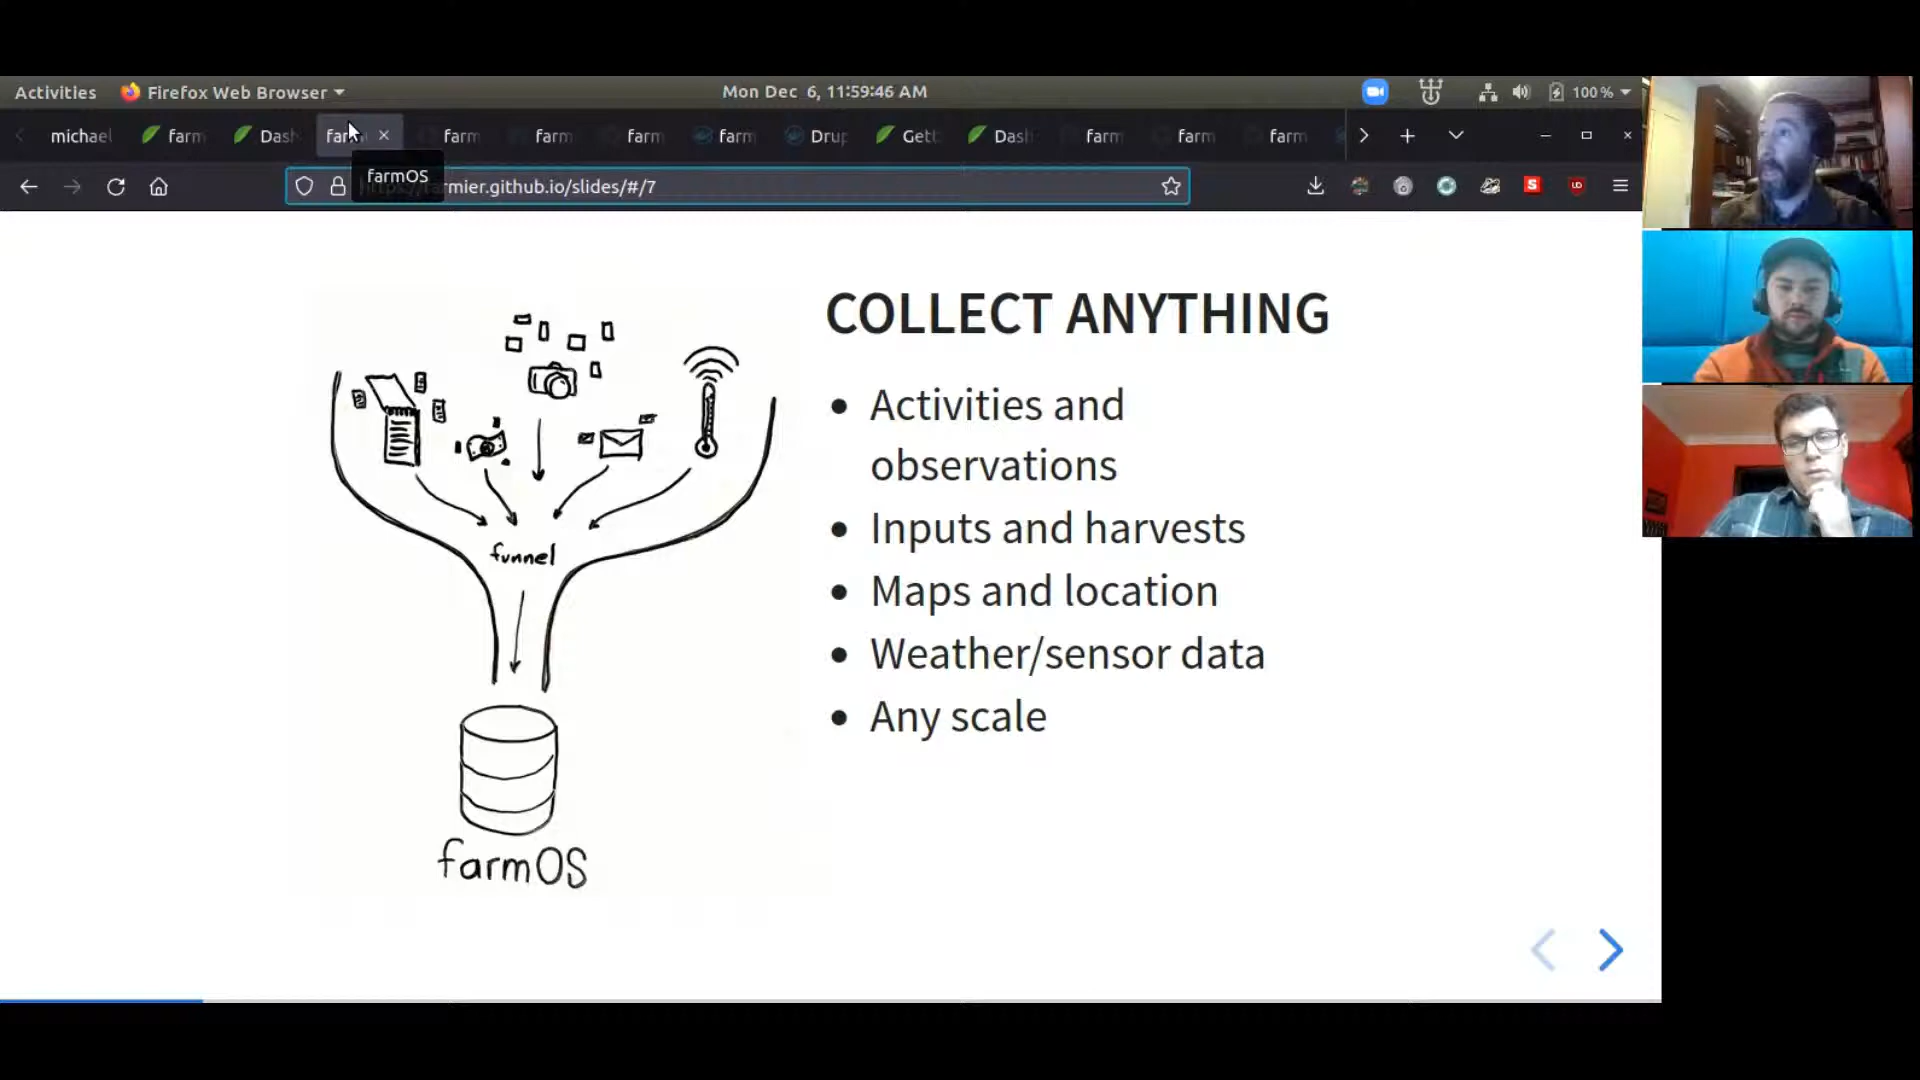 Activities
Firefox Web Browser
Mon Dec 6, 11:59:46 AM
100 %
michael
farm
Dash
farm
farm
farm
farm
Drup
Gett
Dash
farm
farm
farm
farmOS
rmier.github.io/slides/#/7
COLLECT ANYTHING
Activities and
observations
Inputs and harvests
Maps and location
Weather/sensor data
Any scale
funnel
farmOS